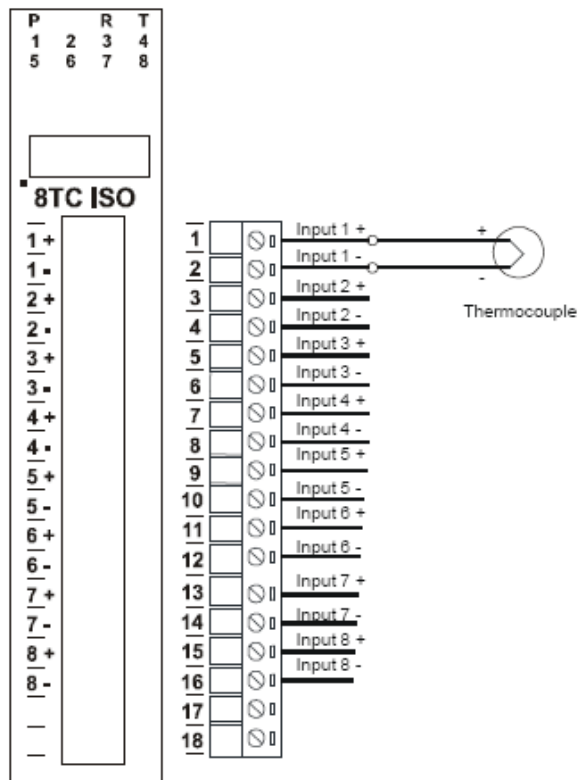 P R T
1 2 3 4
5 6 7 8
8TC ISO
1 +
1 -
2 +
2 -
3 +
3 -
4 +
4 -
5 +
5 -
6 +
6 -
7 +
7 -
8 +
8 -
1 Input 1 + +
2 Input 1 - -
3 Input 2 +
4 Input 2 -
5 Input 3 +
6 Input 3 -
7 Input 4 +
8 Input 4 -
9 Input 5 +
10 Input 5 -
11 Input 6 +
12 Input 6 -
13 Input 7 +
14 Input 7 -
15 Input 8 +
16 Input 8 -
17
18
Thermocouple